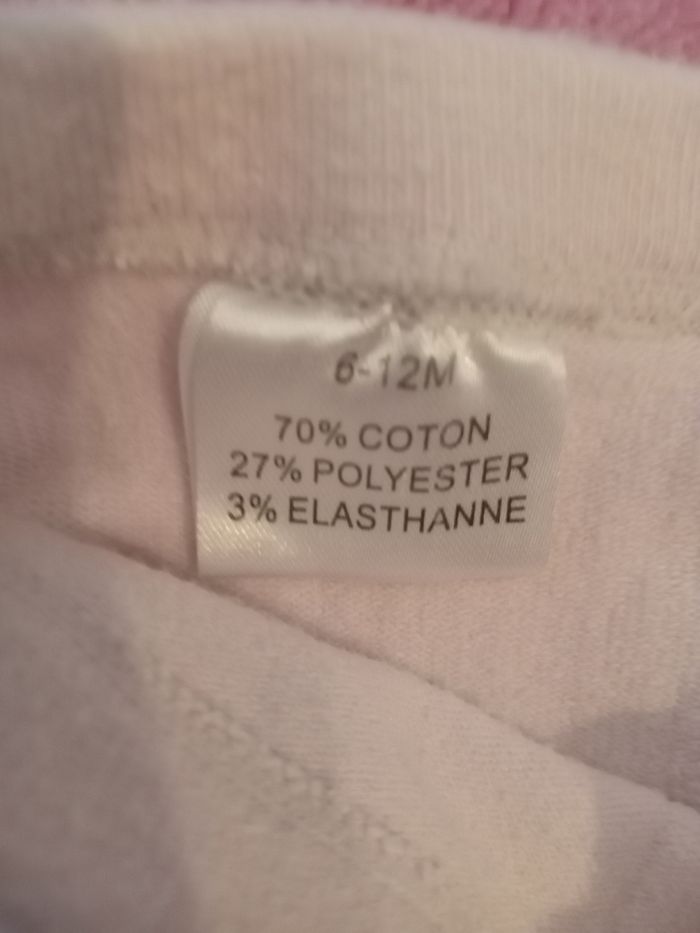 6-12M
70% COTON
27% POLYESTER
3% ELASTHANNE